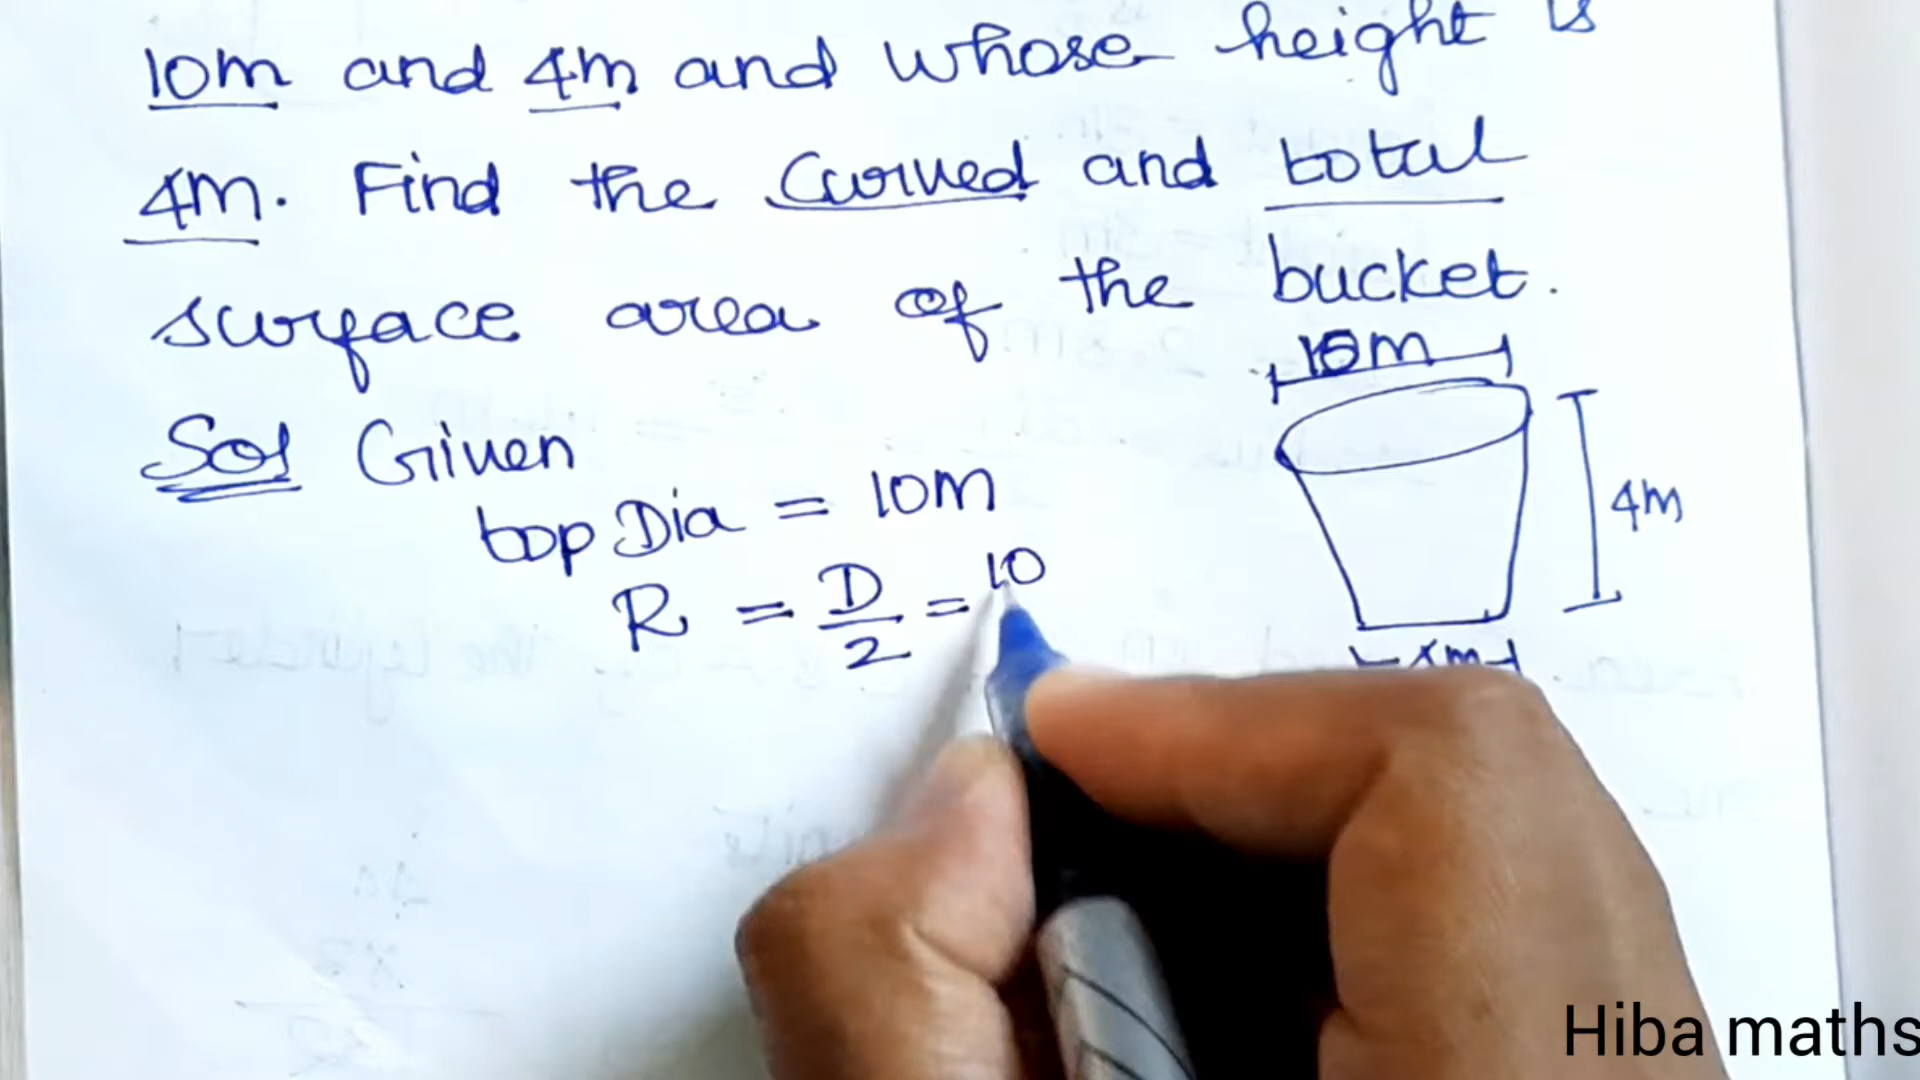 10m and 4m and whose height is
4m. Find the curved and total
surface area of the bucket.
10m
Sol Given
top Dia = 10m
4m
R = D/2 = 10
4m
Hiba maths